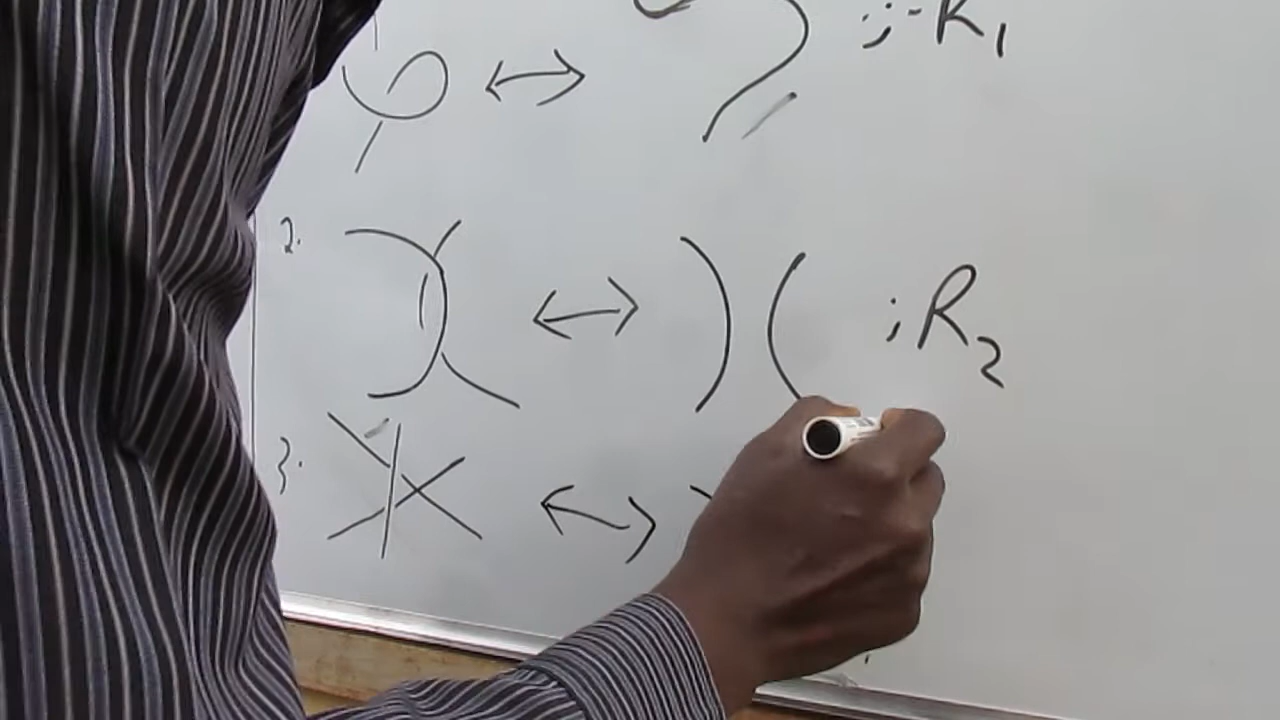 ;- R₁
2. ; R₂
3.